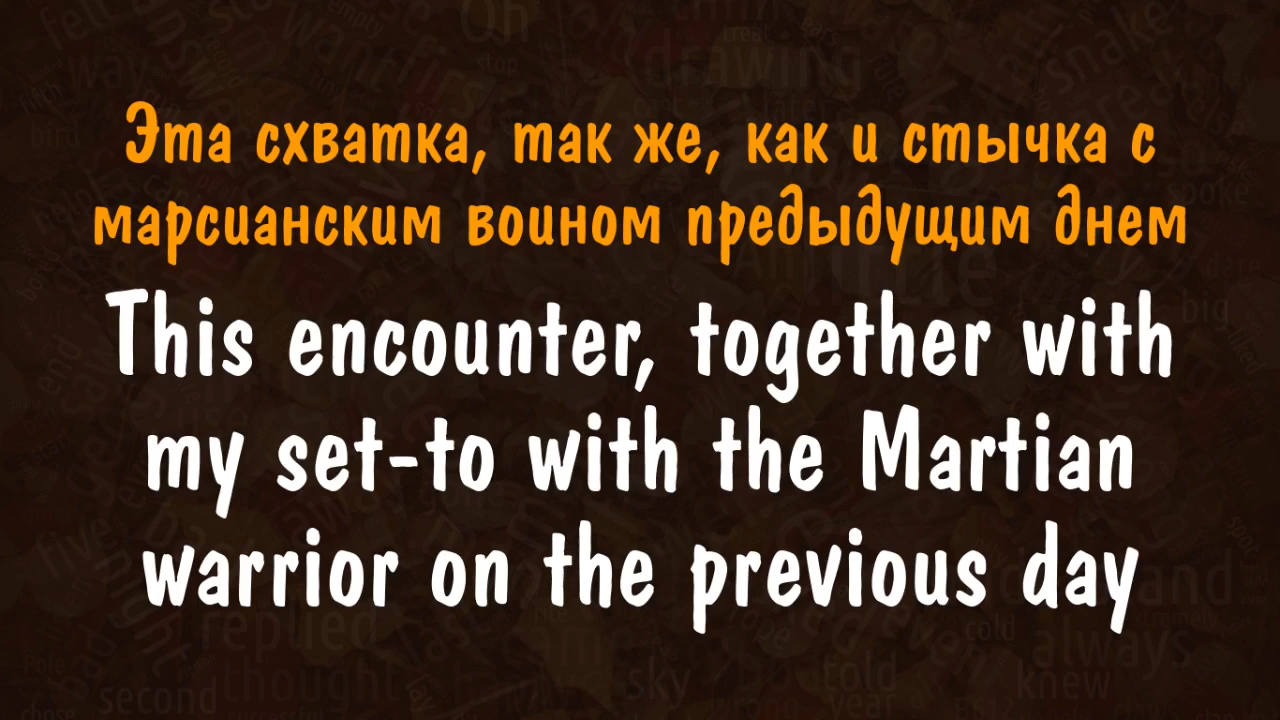 Эта схватка, так же, как и стычка с
марсианским воином предыдущим днем
This encounter, together with
my set-to with the Martian
warrior on the previous day